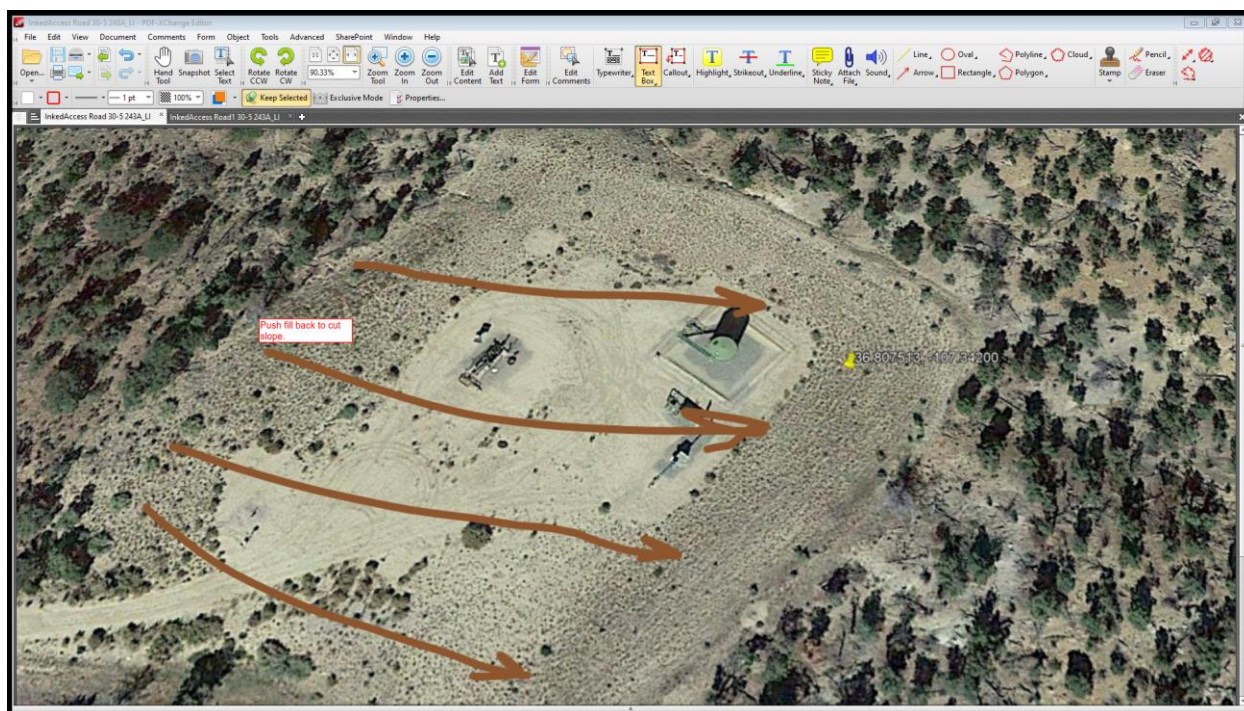 InkedAccess Road 30-5 243A_LI - PDF-XChange Editor
File Edit View Document Comments Form Object Tools Advanced SharePoint Window Help
Open...
Hand Tool
Snapshot
Select Text
Rotate CCW
Rotate CW
90.33%
Zoom Tool
Zoom In
Zoom Out
Edit Content
Add Text
Edit Form
Edit Comments
Typewriter
Text Box
Callout
Highlight
Strikeout
Underline
Sticky Note
Attach File
Sound
Line
Arrow
Oval
Rectangle
Polyline
Polygon
Cloud
Stamp
Pencil
Eraser
1 pt
100%
Keep Selected
Exclusive Mode
Properties...
InkedAccess Road 30-5 243A_LI
InkedAccess Road1 30-5 243A_LI
Push fill back to cut
slope.
36.807513, -107.34200